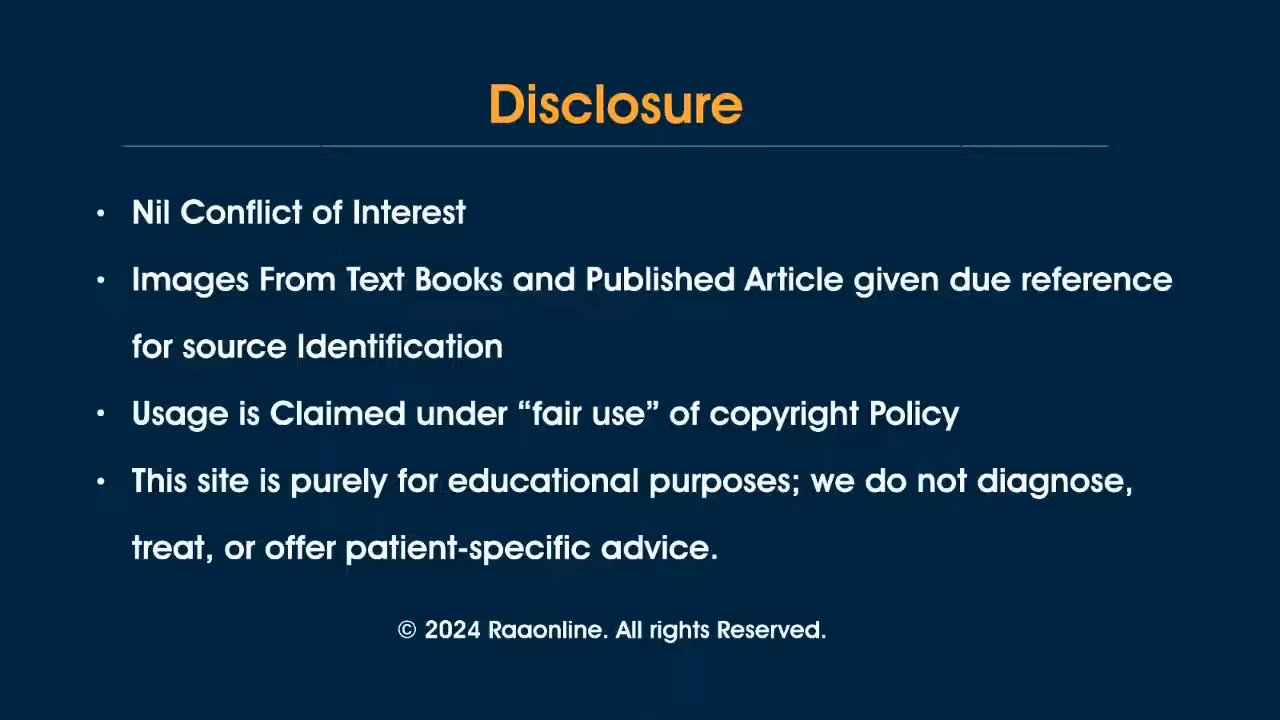 Disclosure
• Nil Conflict of Interest
• Images From Text Books and Published Article given due reference
for source Identification
• Usage is Claimed under “fair use” of copyright Policy
• This site is purely for educational purposes; we do not diagnose,
treat, or offer patient-specific advice.
© 2024 Raaonline. All rights Reserved.